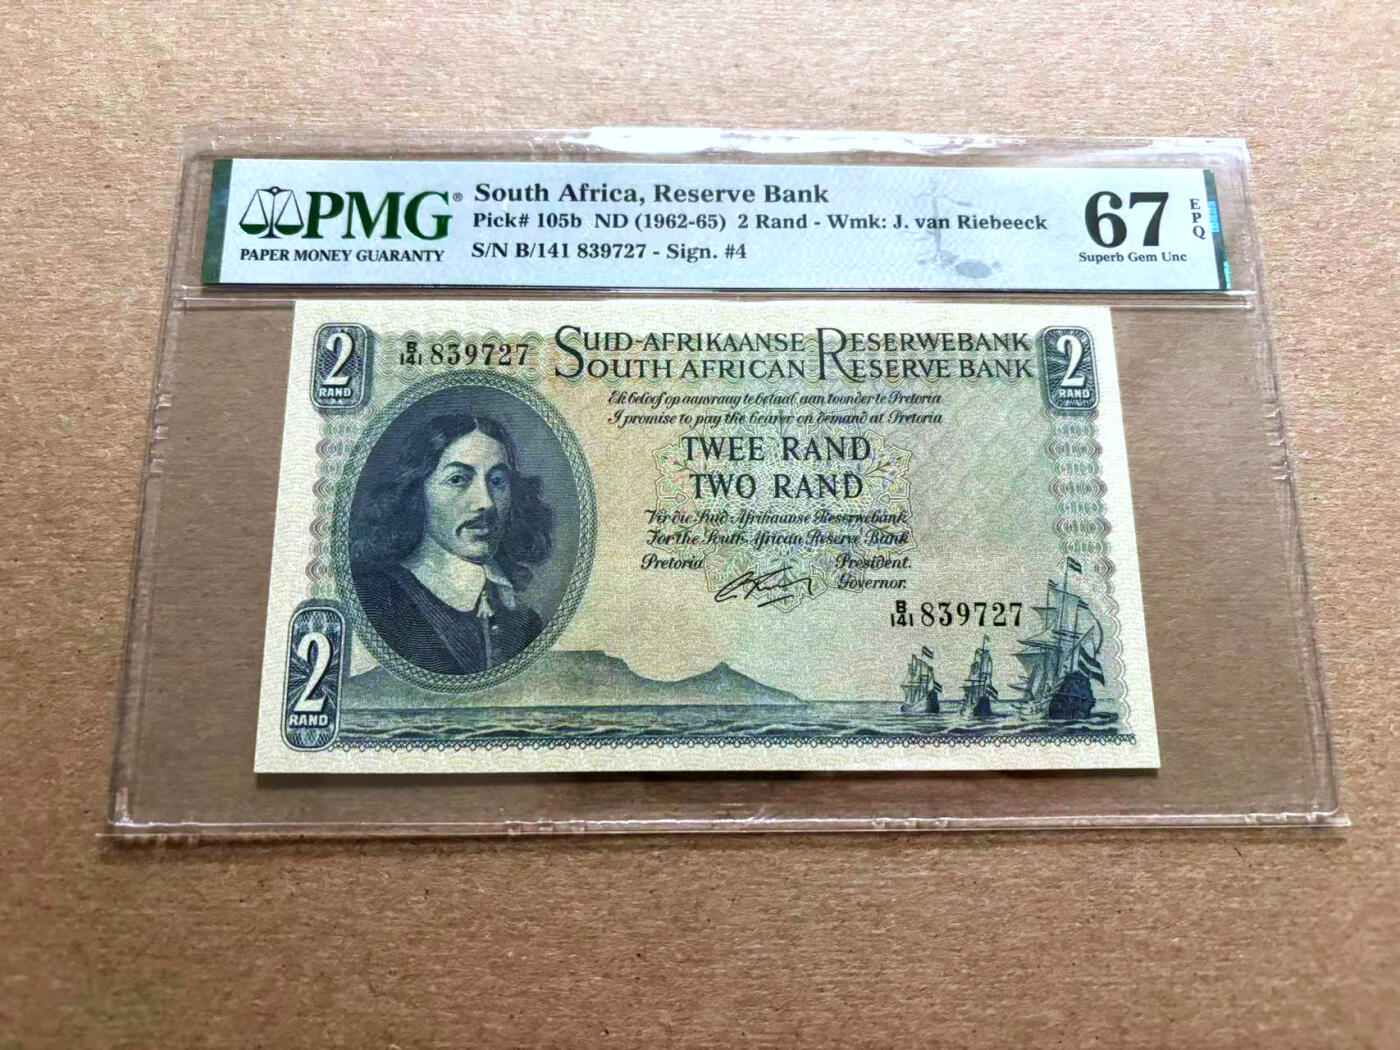 PMG®
PAPER MONEY GUARANTY
South Africa, Reserve Bank
Pick# 105b ND (1962-65) 2 Rand - Wmk: J. van Riebeeck
S/N B/141 839727 - Sign. #4
67
EPQ
Superb Gem Unc
2
RAND
B/141 839727
SUID-AFRIKAANSE RESERWEBANK
SOUTH AFRICAN RESERVE BANK
2
RAND
Ek beloof op aanvraag te betaal aan toonder te Pretoria
I promise to pay the bearer on demand at Pretoria
TWEE RAND
TWO RAND
Vir die Suid-Afrikaanse Reserwebank
For the South African Reserve Bank
Pretoria President.
Governor.
B/141 839727
2
RAND